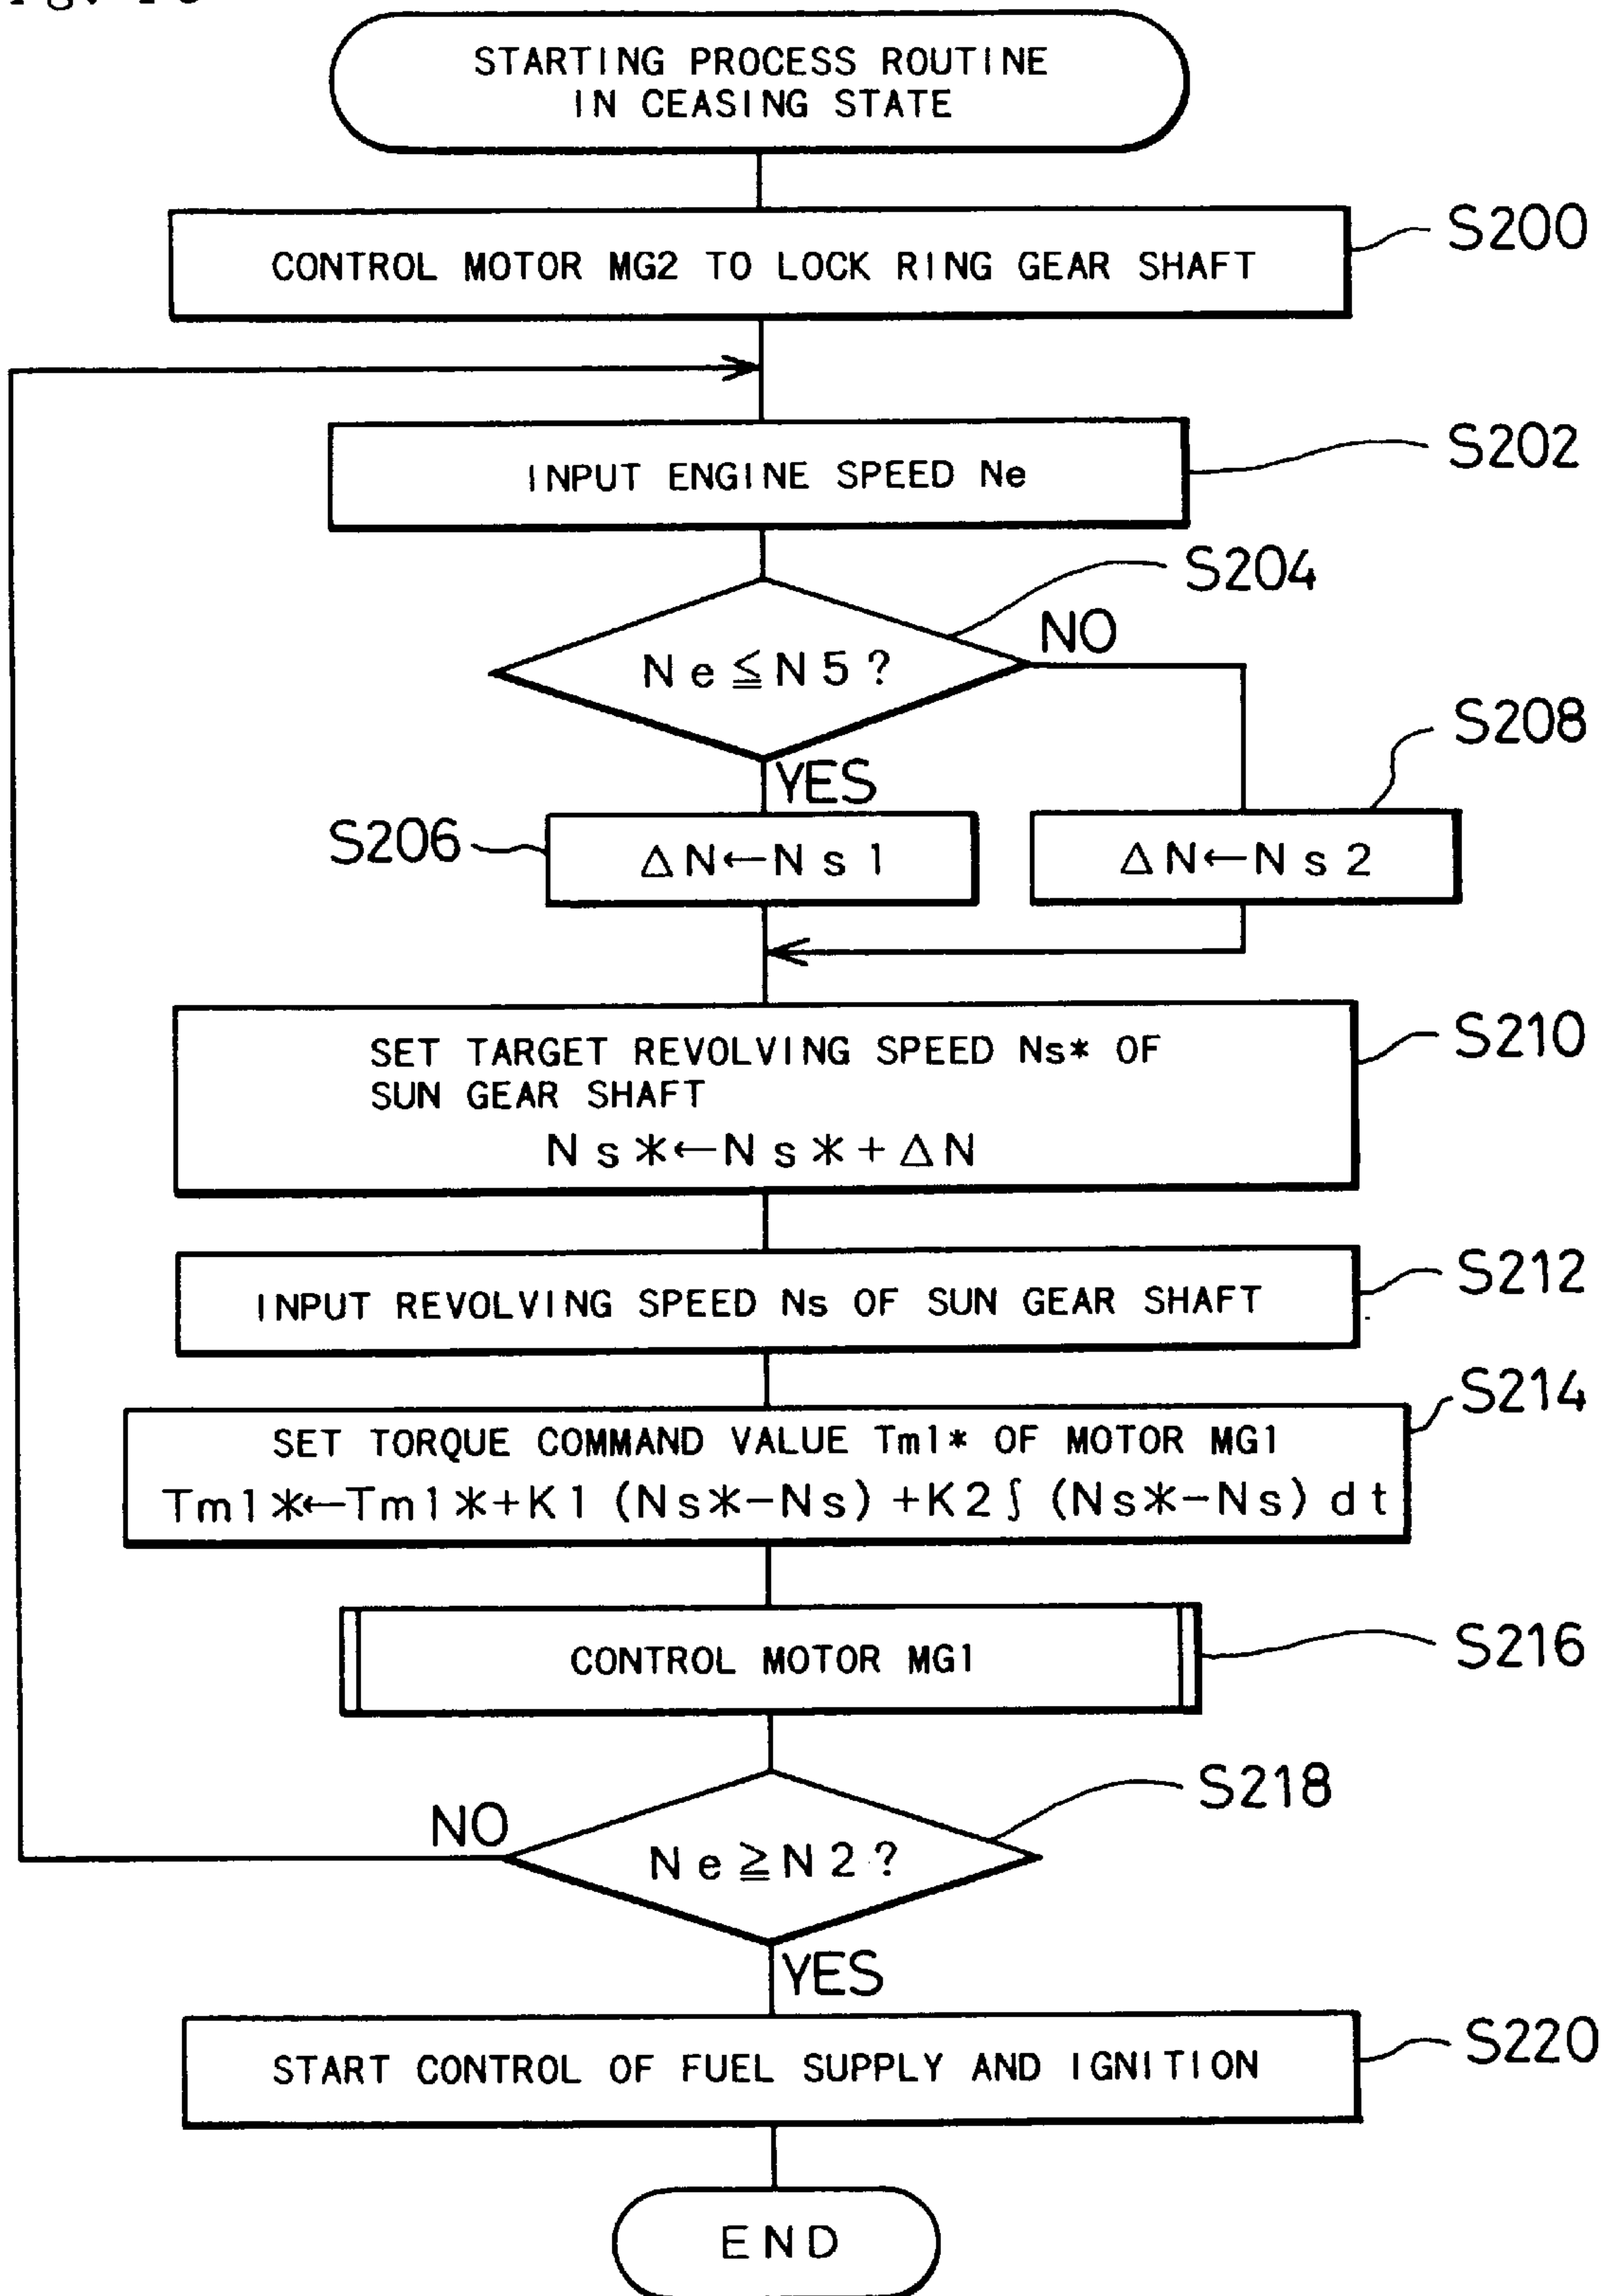 STARTING PROCESS ROUTINE
IN CEASING STATE
S200
CONTROL MOTOR MG2 TO LOCK RING GEAR SHAFT
S202
INPUT ENGINE SPEED Ne
S204
Ne≦N5?
NO
YES
S208
S206
ΔN←Ns1
ΔN←Ns2
S210
SET TARGET REVOLVING SPEED Ns* OF
SUN GEAR SHAFT
Ns*←Ns*+ΔN
S212
INPUT REVOLVING SPEED Ns OF SUN GEAR SHAFT
S214
SET TORQUE COMMAND VALUE Tm1* OF MOTOR MG1
Tm1*←Tm1*+K1 (Ns*-Ns) +K2∫ (Ns*-Ns) dt
S216
CONTROL MOTOR MG1
S218
NO
Ne≧N2?
YES
S220
START CONTROL OF FUEL SUPPLY AND IGNITION
END